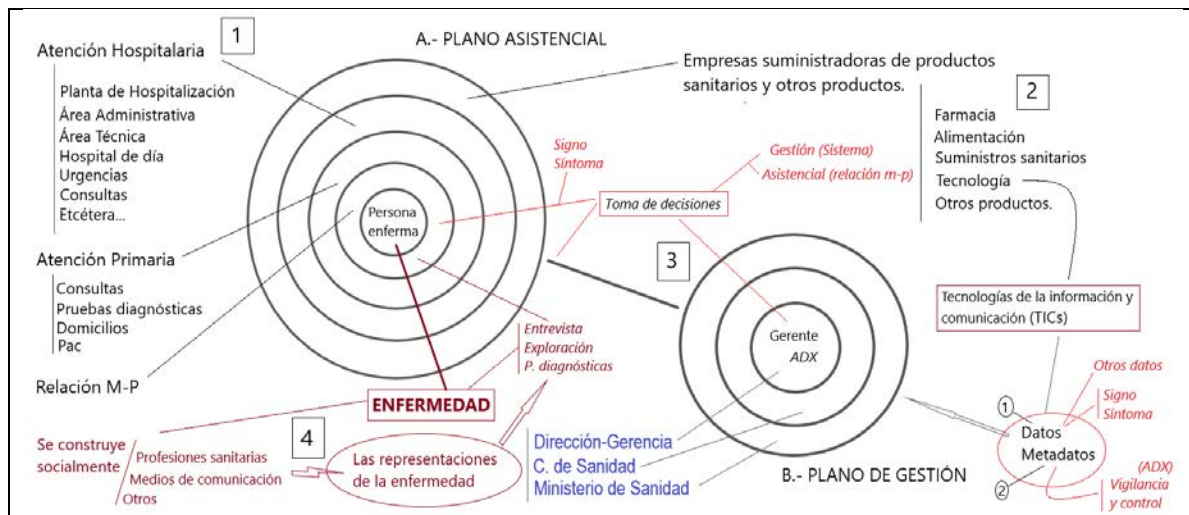 1
A.- PLANO ASISTENCIAL
Atención Hospitalaria
Planta de Hospitalización
Área Administrativa
Área Técnica
Hospital de día
Urgencias
Consultas
Etcétera...
Atención Primaria
Consultas
Pruebas diagnósticas
Domicilios
Pac
Relación M-P
Persona
enferma
Empresas suministradoras de productos
sanitarios y otros productos.
2
Farmacia
Alimentación
Suministros sanitarios
Tecnología
Otros productos.
Signo
Síntoma
Gestión (Sistema)
Asistencial (relación m-p)
Toma de decisiones
3
Gerente
ADX
Tecnologías de la información y
comunicación (TICs)
Entrevista
Exploración
P. diagnósticas
ENFERMEDAD
4
Se construye
socialmente
Profesiones sanitarias
Medios de comunicación
Otros
Las representaciones
de la enfermedad
Dirección-Gerencia
C. de Sanidad
Ministerio de Sanidad
B.- PLANO DE GESTIÓN
Otros datos
Signo
Síntoma
1
Datos
Metadatos
2
(ADX)
Vigilancia
y control